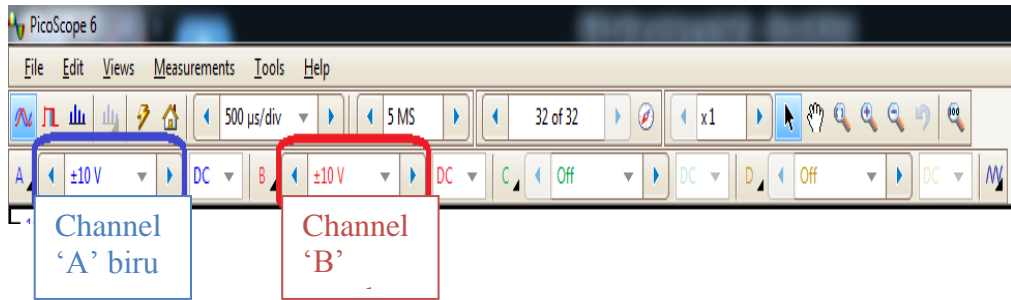 PicoScope 6
File Edit Views Measurements Tools Help
500 µs/div 5 MS 32 of 32 x1
A ±10 V DC B ±10 V DC C Off DC D Off DC
Channel
‘A’ biru
Channel
‘B’